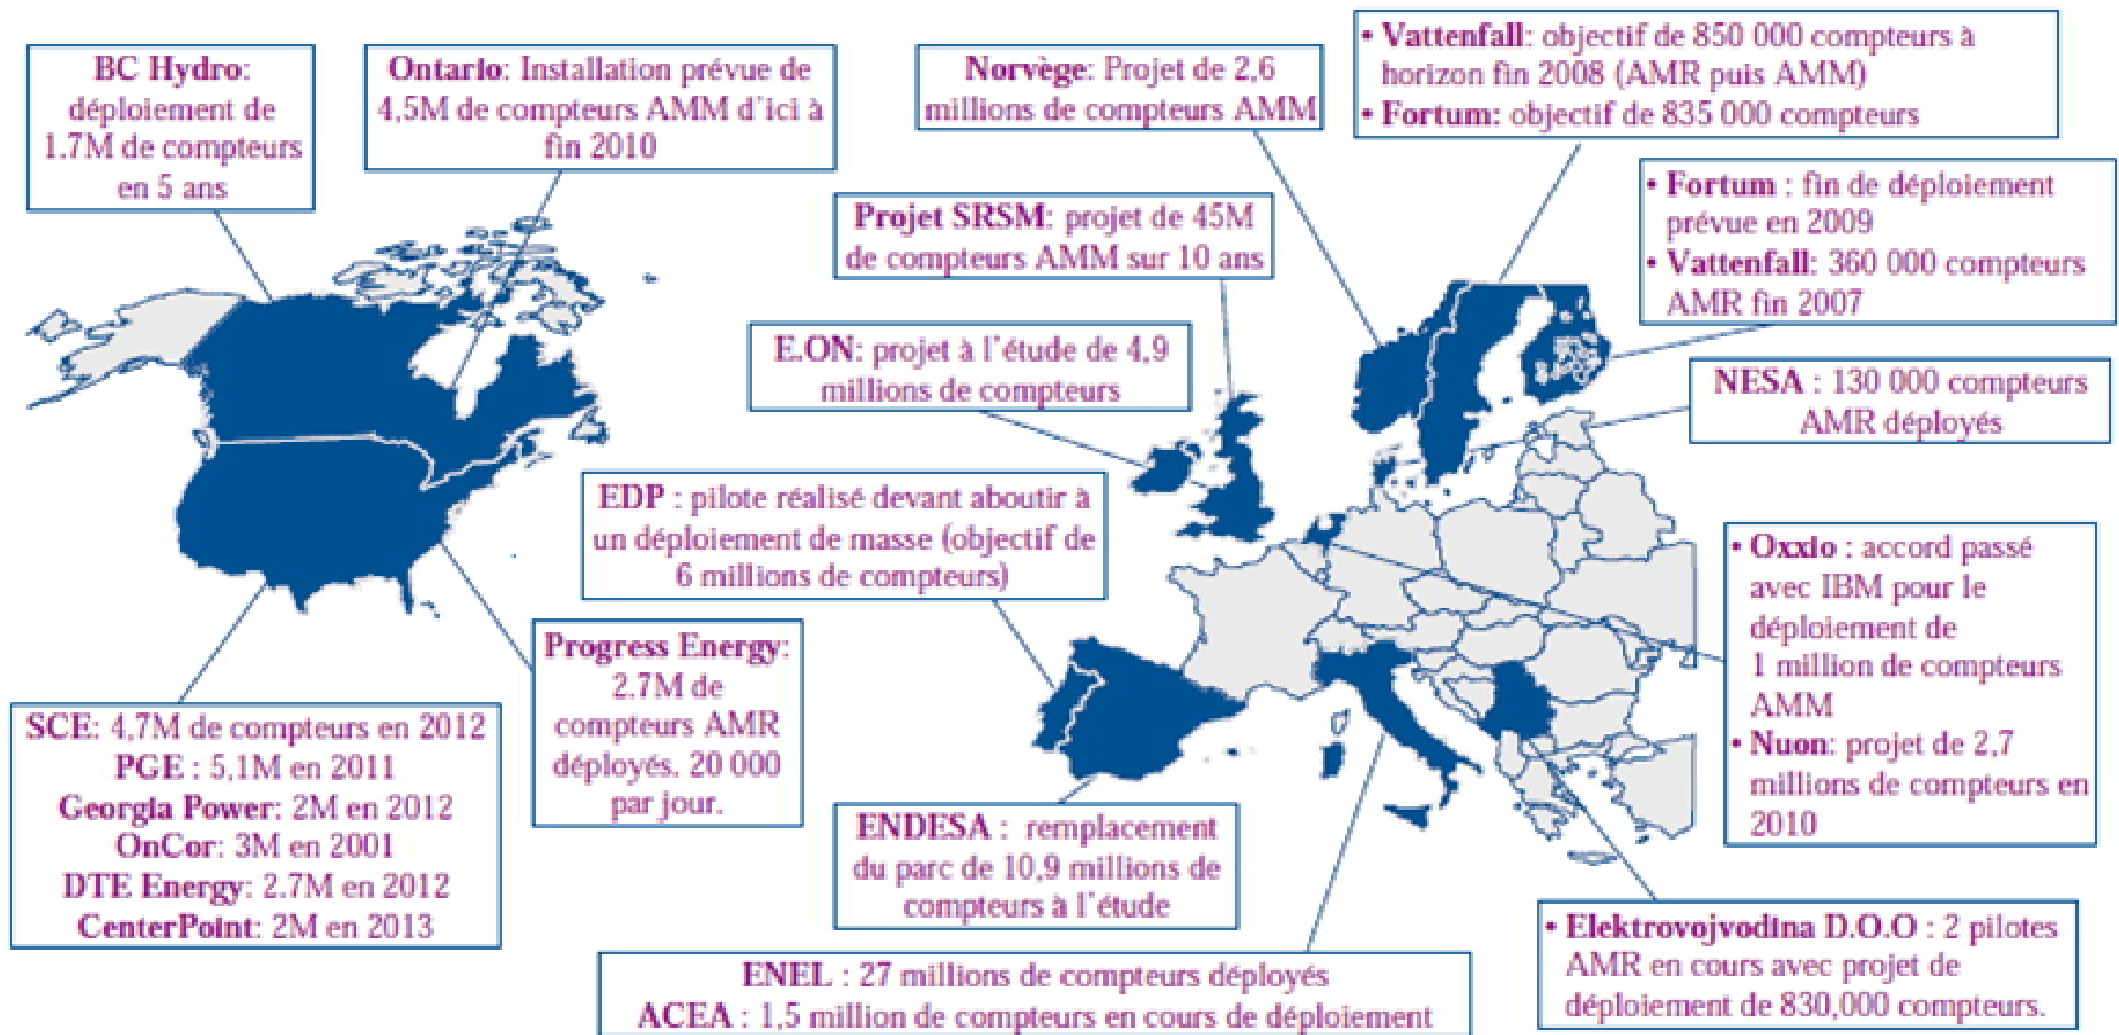 BC Hydro:
déploiement de
1.7M de compteurs
en 5 ans
Ontario: Installation prévue de
4,5M de compteurs AMM d'ici à
fin 2010
Norvège: Projet de 2,6
millions de compteurs AMM
• Vattenfall: objectif de 850 000 compteurs à
horizon fin 2008 (AMR puis AMM)
• Fortum: objectif de 835 000 compteurs
• Fortum : fin de déploiement
prévue en 2009
• Vattenfall: 360 000 compteurs
AMR fin 2007
Projet SRSM: projet de 45M
de compteurs AMM sur 10 ans
E.ON: projet à l'étude de 4,9
millions de compteurs
NESA : 130 000 compteurs
AMR déployés
EDP : pilote réalisé devant aboutir à
un déploiement de masse (objectif de
6 millions de compteurs)
• Oxxio : accord passé
avec IBM pour le
déploiement de
1 million de compteurs
AMM
• Nuon: projet de 2,7
millions de compteurs en
2010
Progress Energy:
2.7M de
compteurs AMR
déployés. 20 000
par jour.
SCE: 4,7M de compteurs en 2012
PGE : 5,1M en 2011
Georgia Power: 2M en 2012
OnCor: 3M en 2001
DTE Energy: 2.7M en 2012
CenterPoint: 2M en 2013
ENDESA : remplacement
du parc de 10,9 millions de
compteurs à l'étude
ENEL : 27 millions de compteurs déployés
ACEA : 1,5 million de compteurs en cours de déploiement
• Elektrovojvodina D.O.O : 2 pilotes
AMR en cours avec projet de
déploiement de 830,000 compteurs.